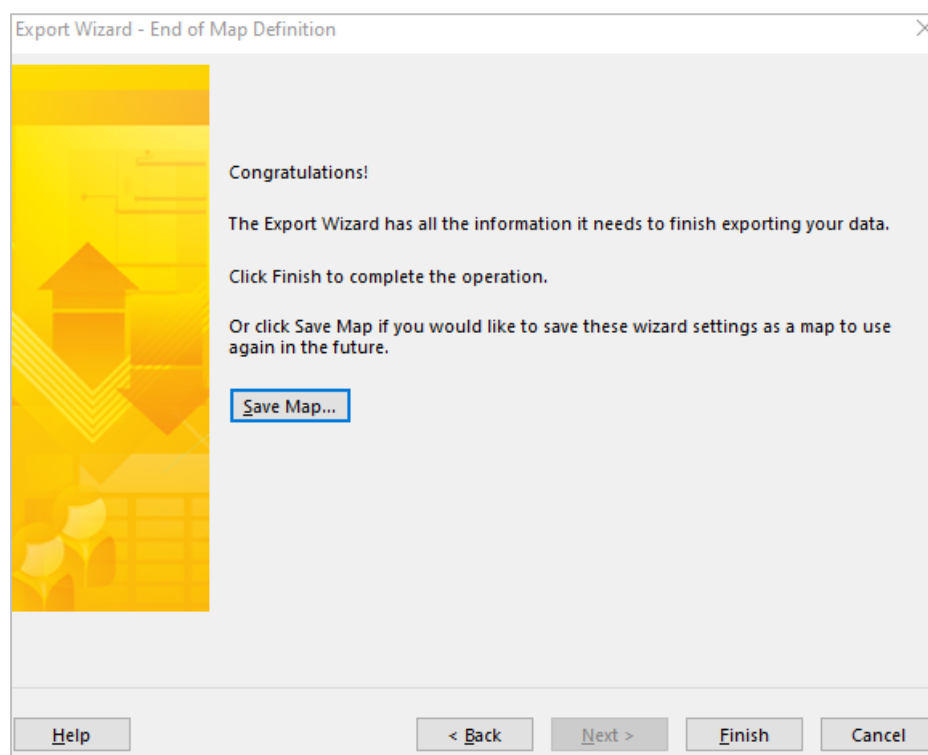 Export Wizard - End of Map Definition
Congratulations!
The Export Wizard has all the information it needs to finish exporting your data.
Click Finish to complete the operation.
Or click Save Map if you would like to save these wizard settings as a map to use
again in the future.
Save Map...
Help
< Back
Next >
Finish
Cancel